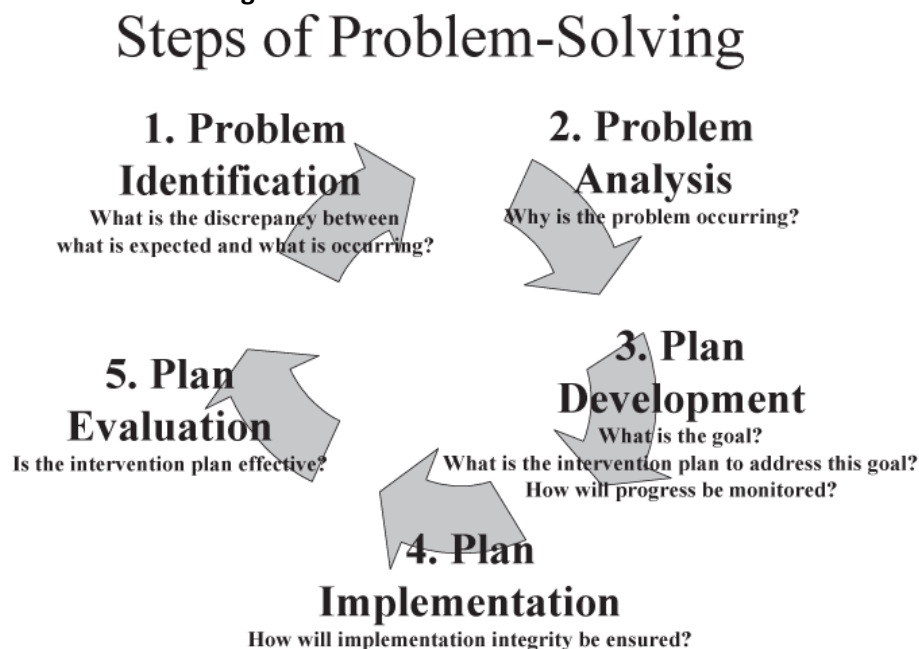 Steps of Problem-Solving
1. Problem
Identification
What is the discrepancy between
what is expected and what is occurring?
2. Problem
Analysis
Why is the problem occurring?
3. Plan
Development
What is the goal?
What is the intervention plan to address this goal?
How will progress be monitored?
4. Plan
Implementation
How will implementation integrity be ensured?
5. Plan
Evaluation
Is the intervention plan effective?